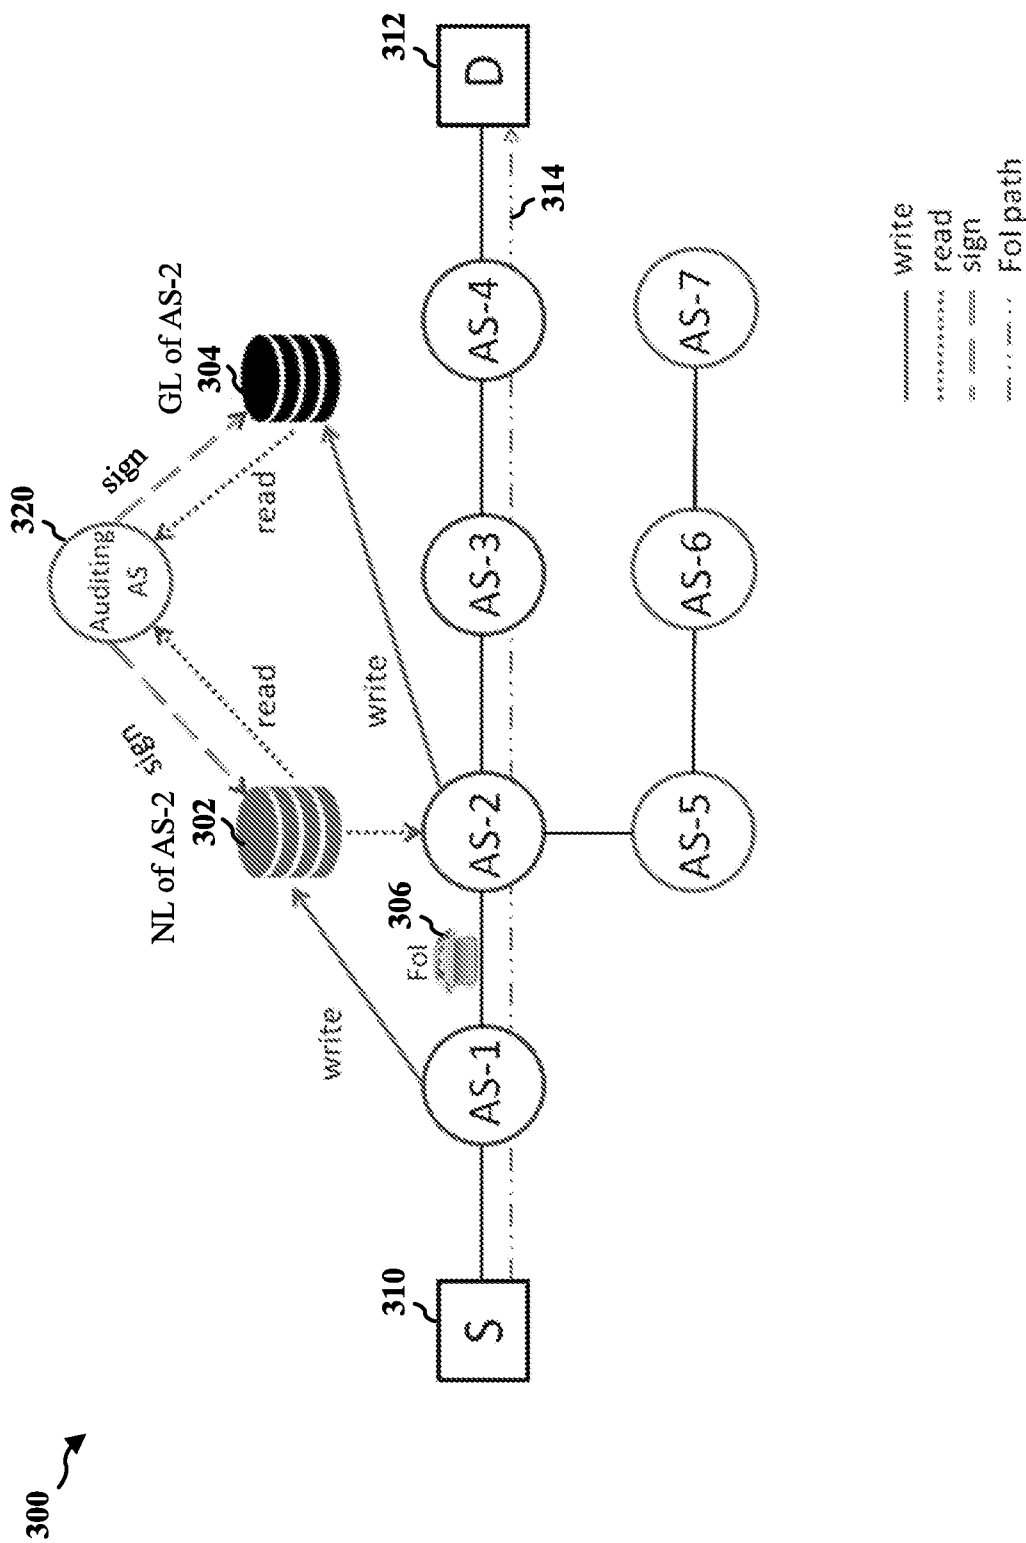 300
320
Auditing
AS
sign
sign
read
read
NL of AS-2
302
GL of AS-2
304
write
write
FoI
306
310
S
AS-1
AS-2
AS-3
AS-4
312
D
314
AS-5
AS-6
AS-7
write
read
sign
FoI path